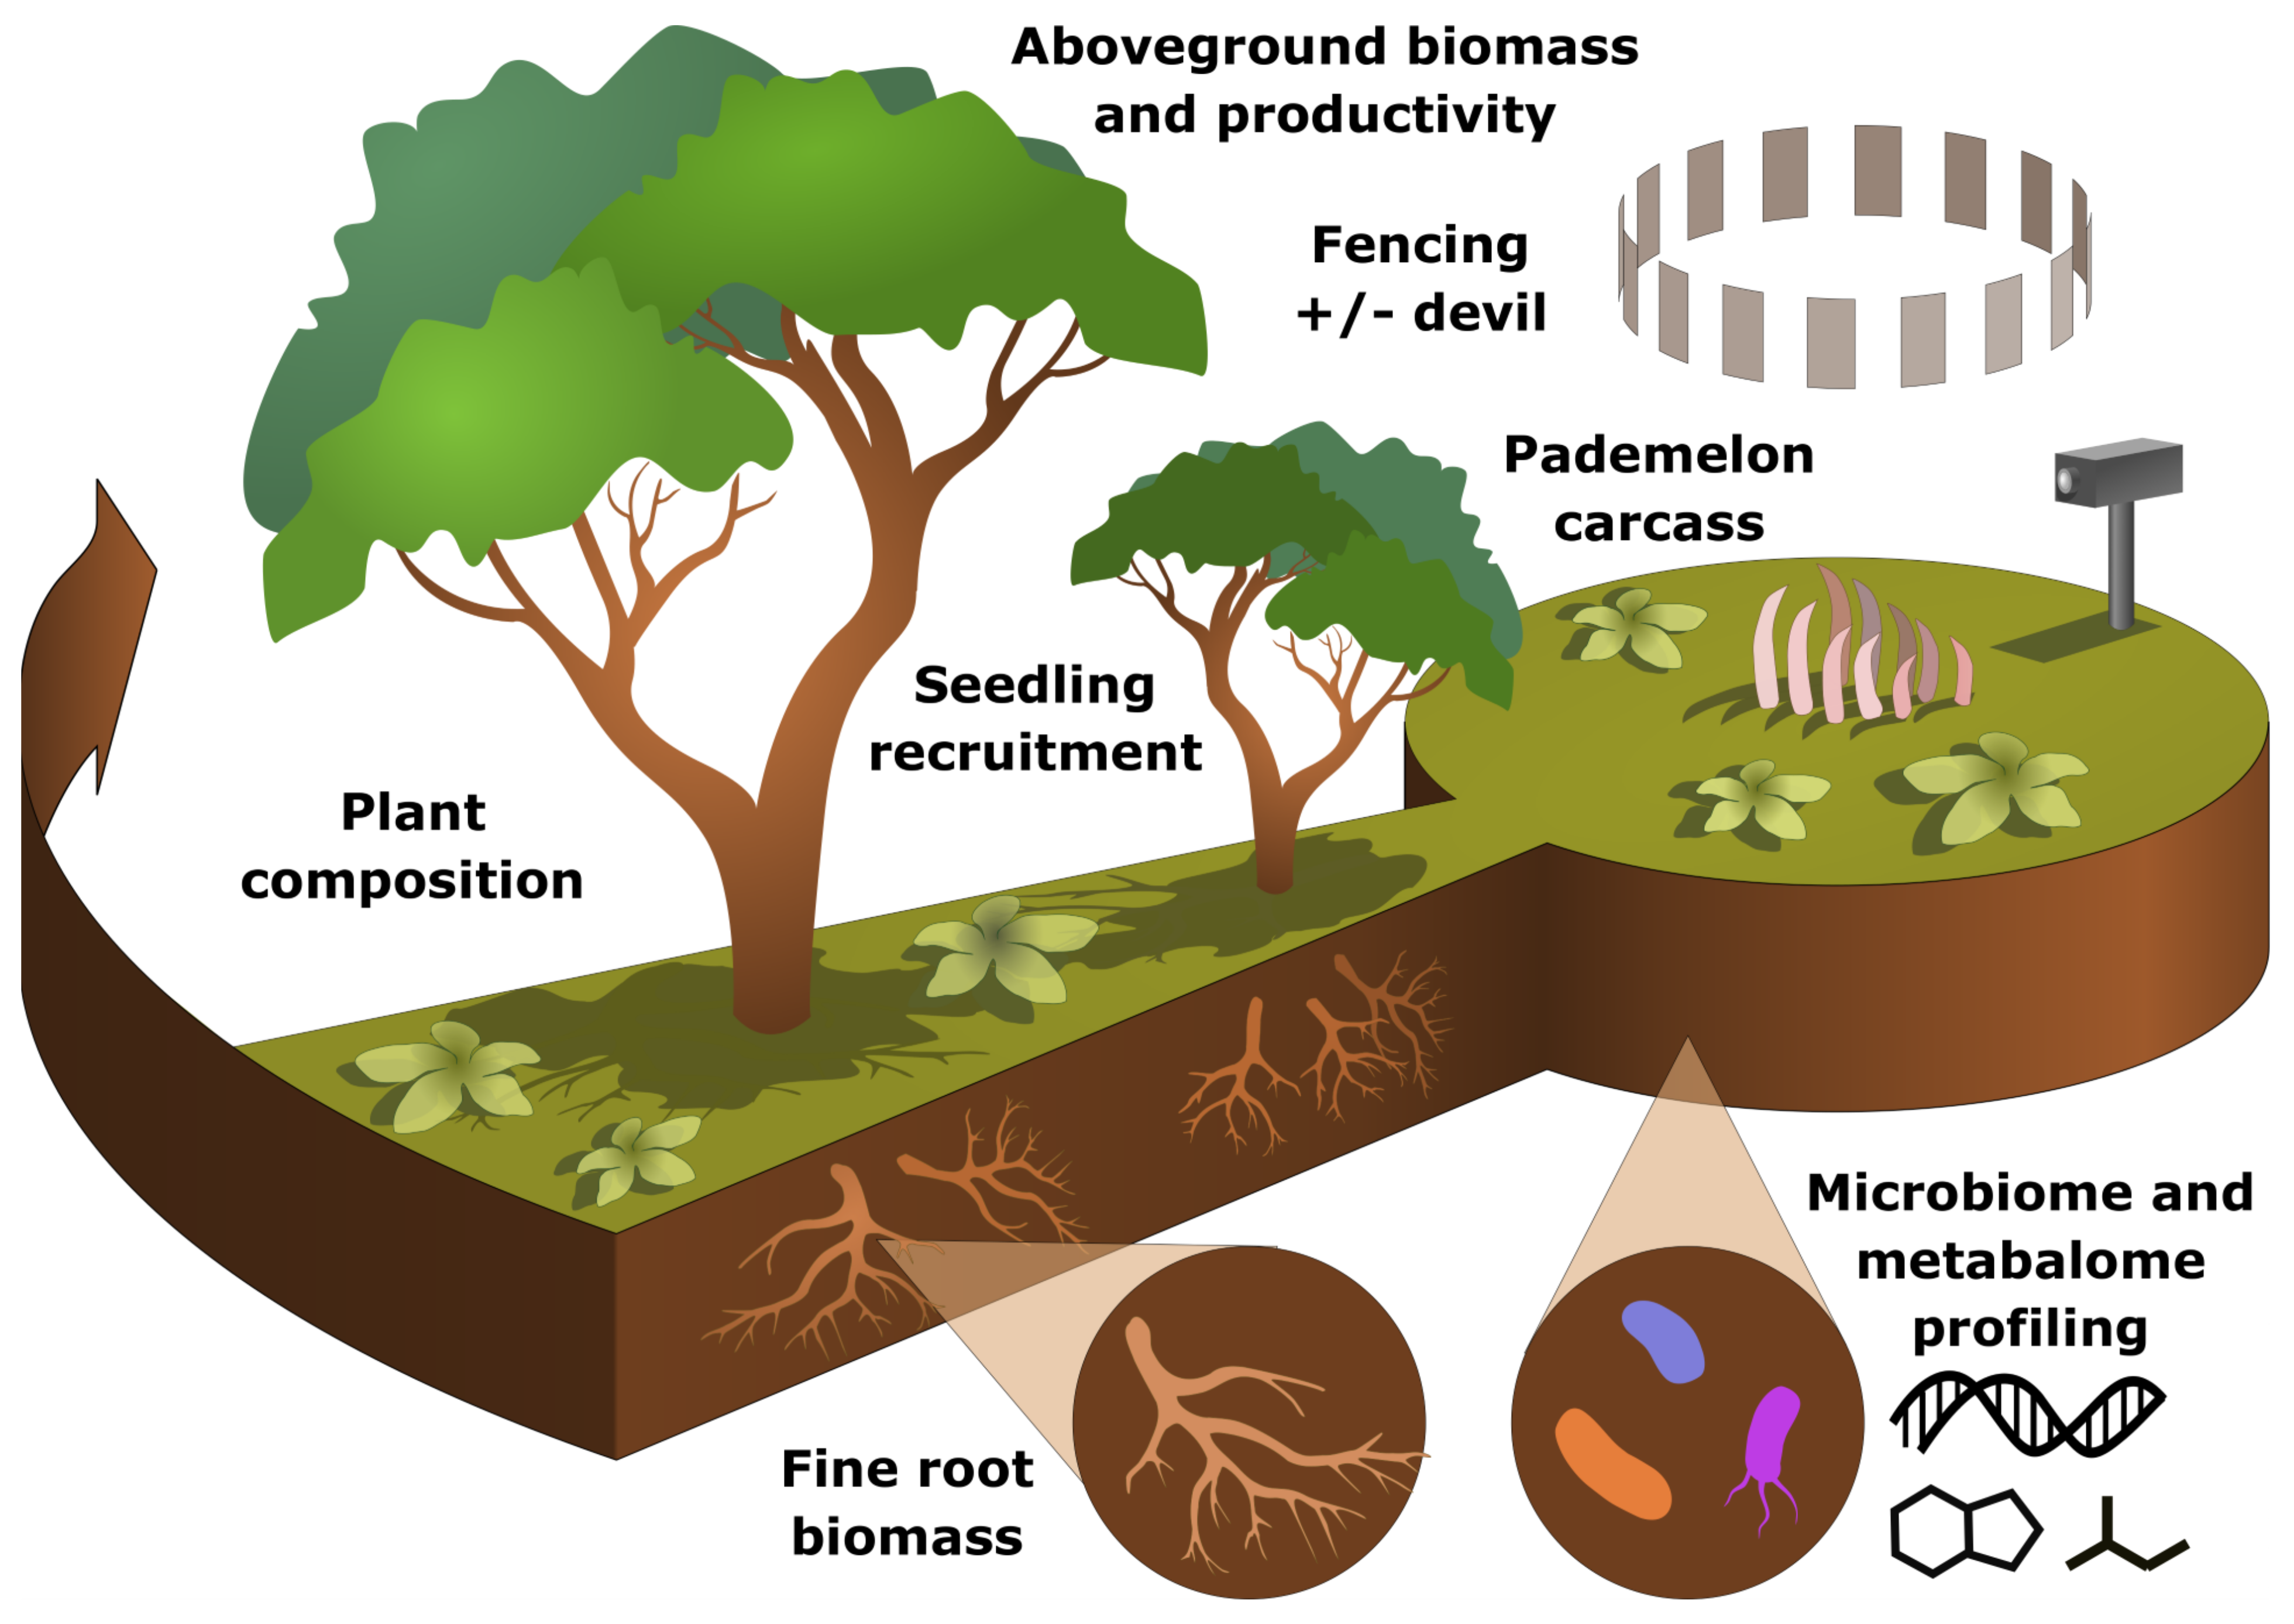 Aboveground biomass
and productivity
Fencing
+/- devil
Pademelon
carcass
Seedling
recruitment
Plant
composition
Microbiome and
metabalome
profiling
Fine root
biomass